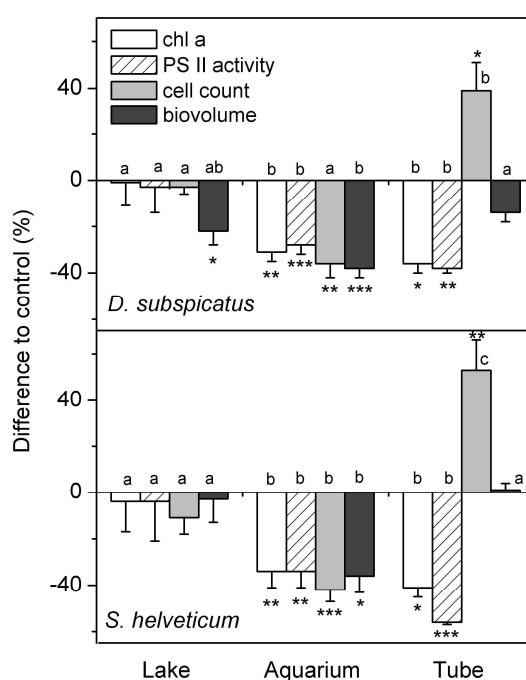 chl a
PS II activity
cell count
biovolume
* b
40
a a a ab b b a b b b a
0
-40
* ** *** ** *** * **
D. subspicatus
Difference to control (%)
** c
40
a a a a b b b b b b a
0
-40
** ** *** * * ***
S. helveticum
Lake Aquarium Tube